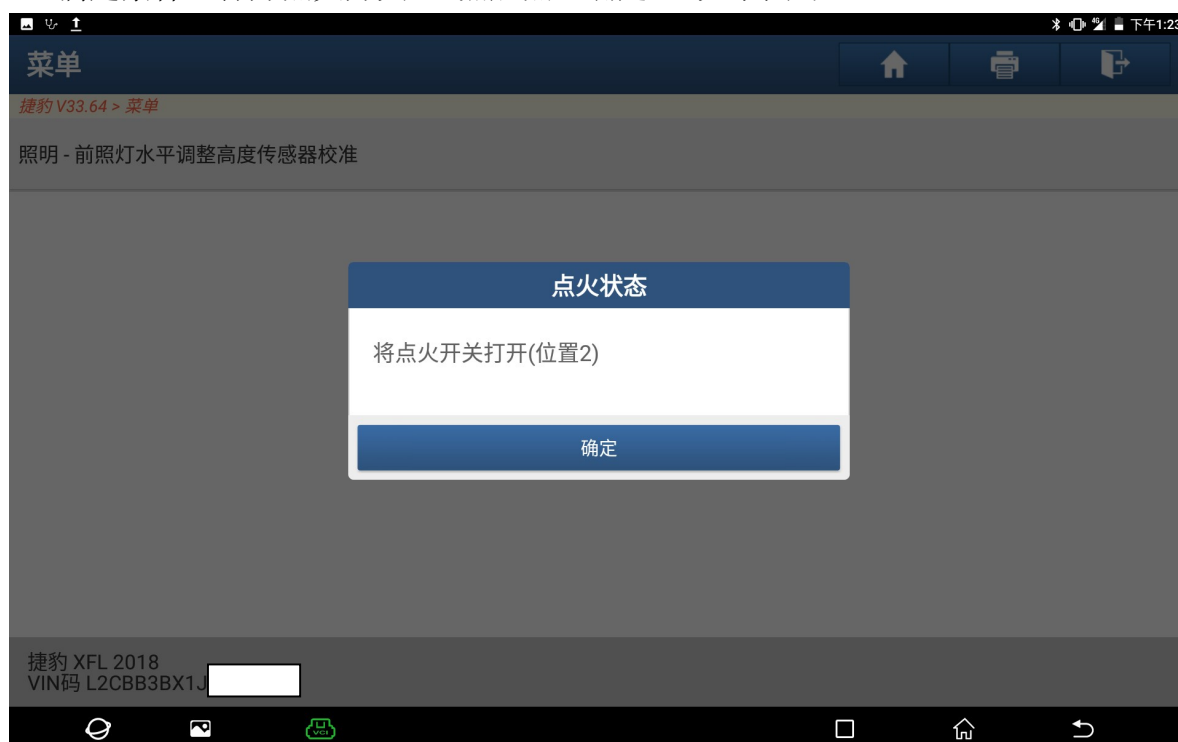 下午1:23
菜单
捷豹 V33.64 > 菜单
照明 - 前照灯水平调整高度传感器校准
点火状态
将点火开关打开(位置2)
确定
捷豹 XFL 2018
VIN码 L2CBB3BX1J
VCI